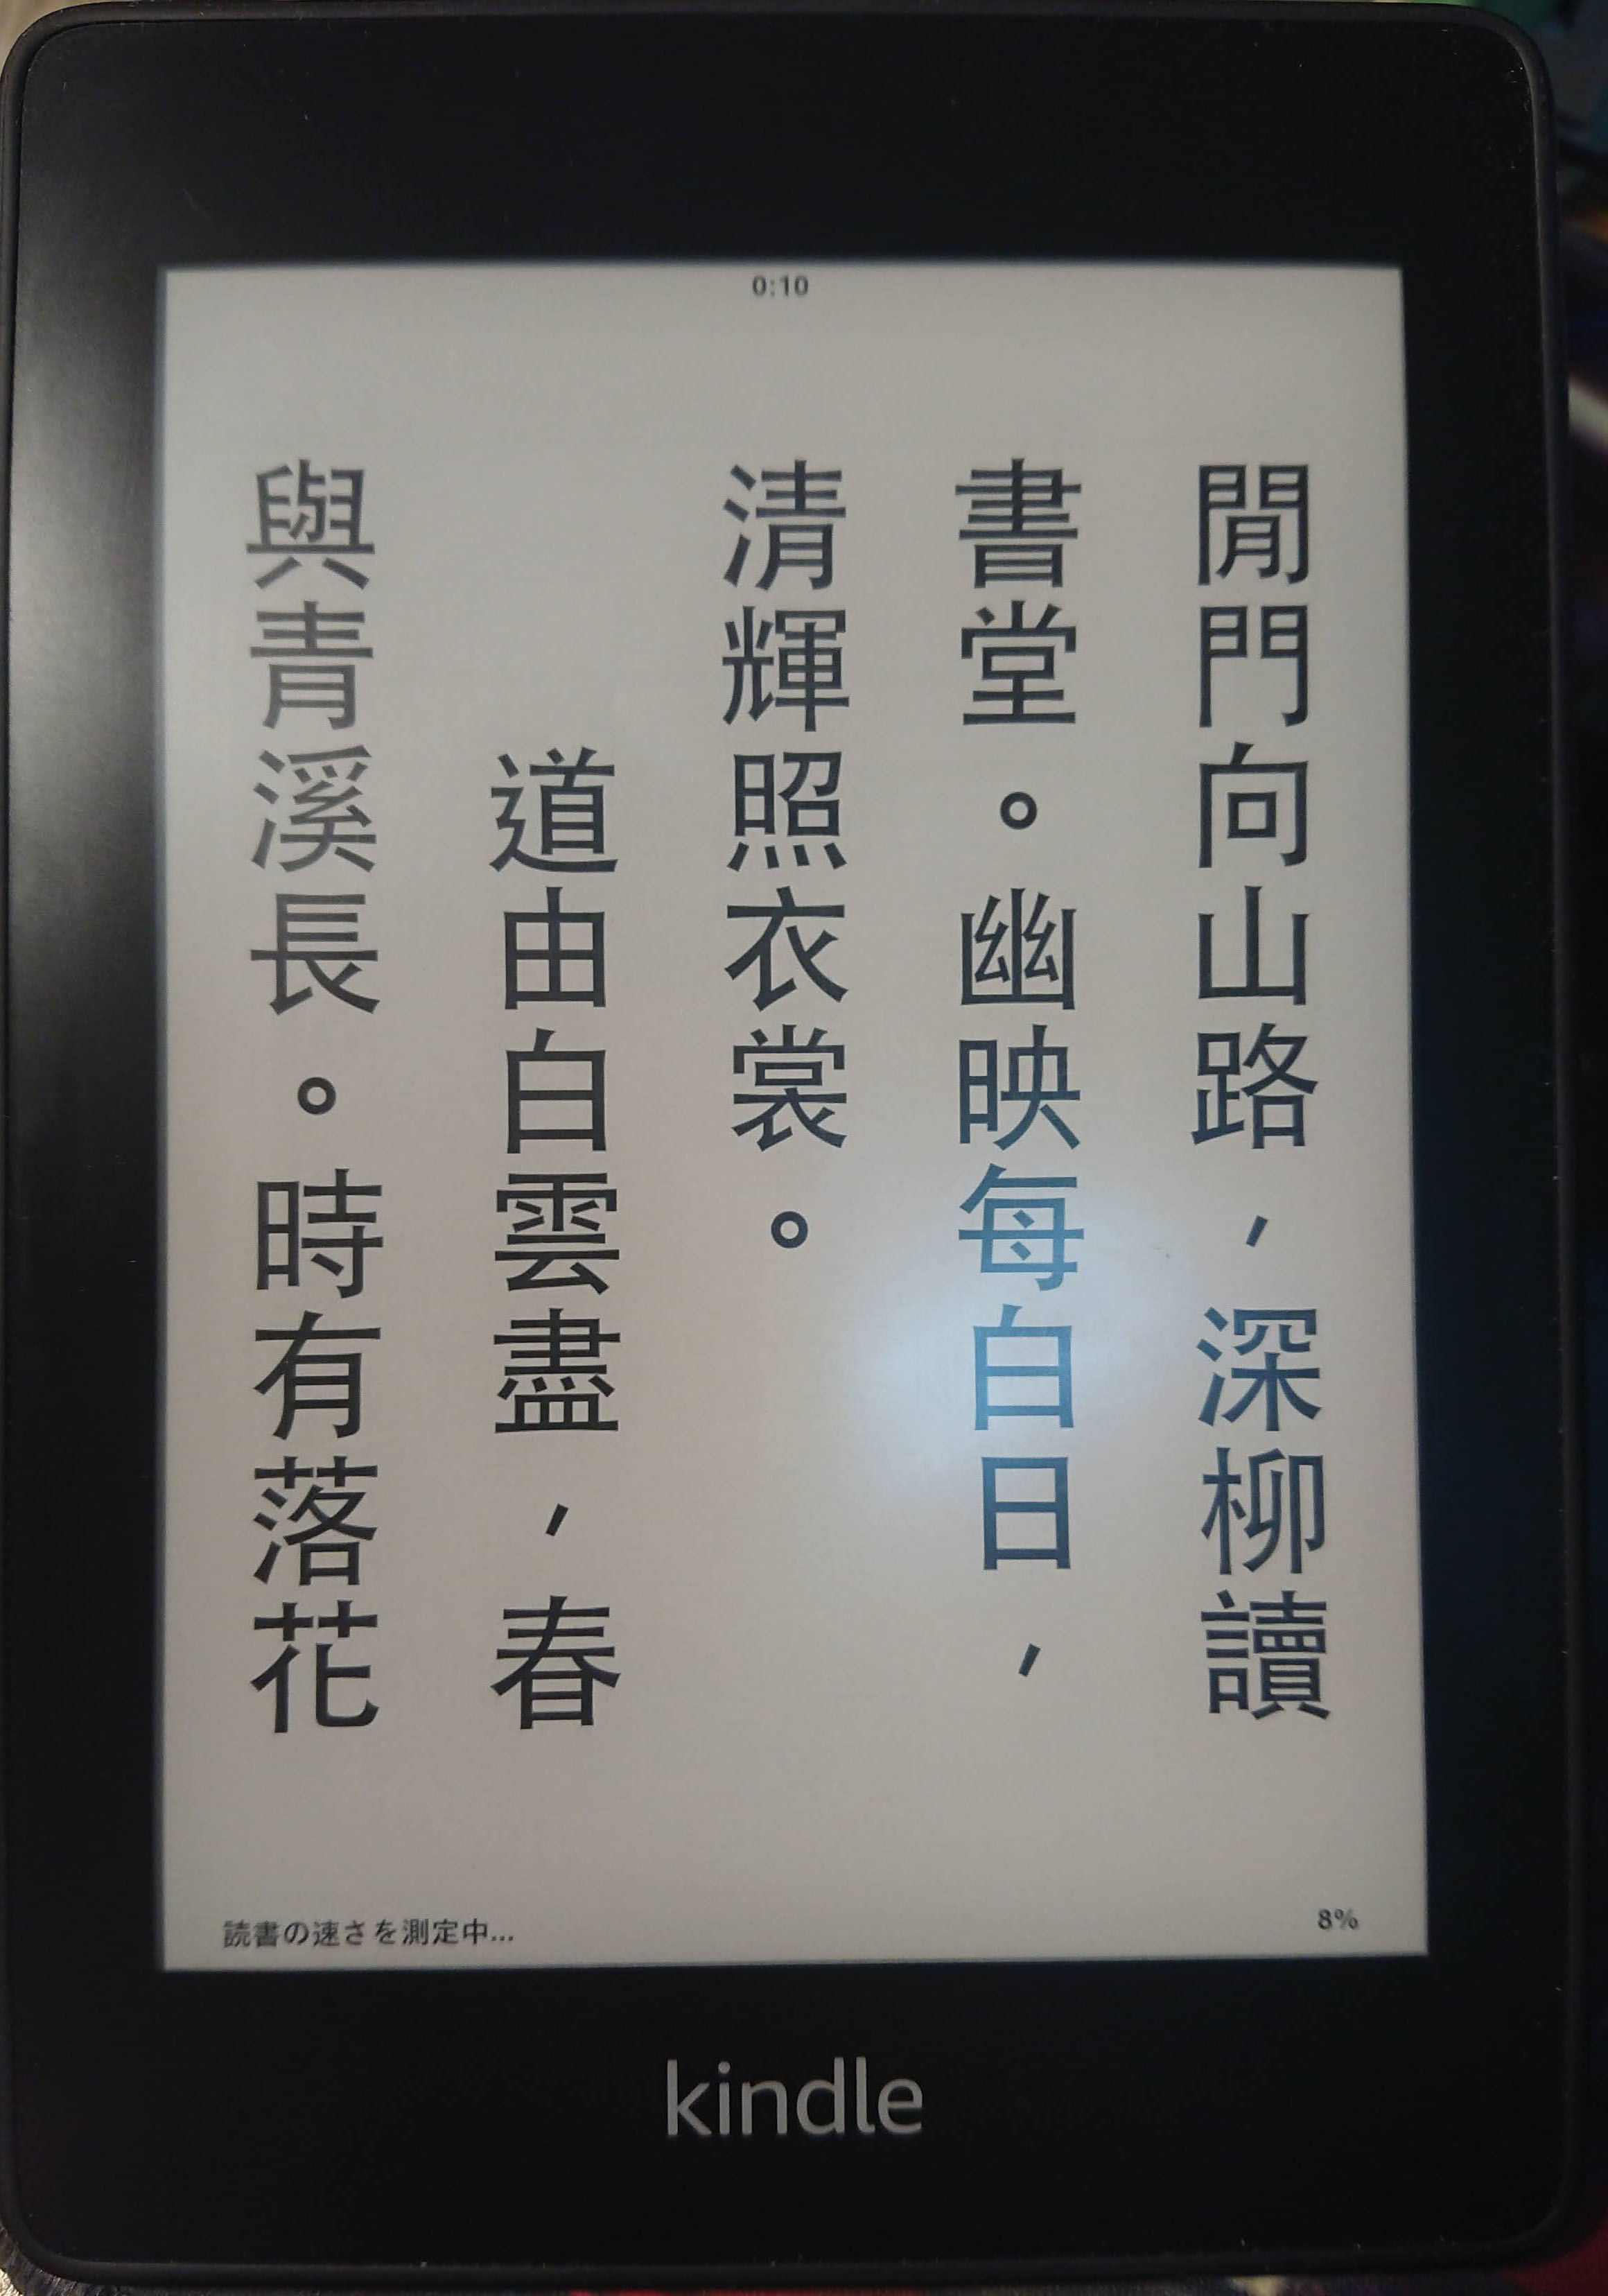 0:10
閒門向山路，深柳讀
書堂。幽映每白日，
清輝照衣裳。
道由白雲盡，春
與青溪長。時有落花
読書の速さを測定中...
8%
kindle